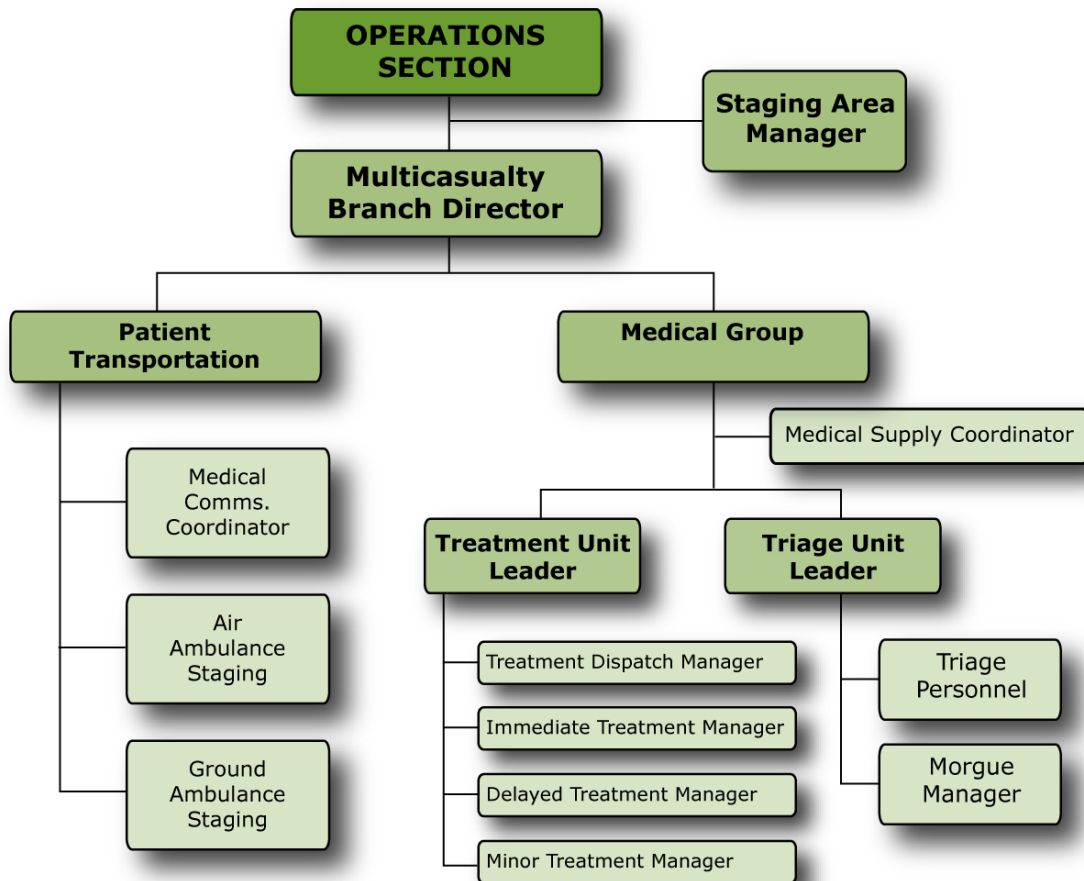 OPERATIONS
SECTION
Staging Area
Manager
Multicasualty
Branch Director
Patient
Transportation
Medical Group
Medical Supply Coordinator
Medical
Comms.
Coordinator
Air
Ambulance
Staging
Ground
Ambulance
Staging
Treatment Unit
Leader
Treatment Dispatch Manager
Immediate Treatment Manager
Delayed Treatment Manager
Minor Treatment Manager
Triage Unit
Leader
Triage
Personnel
Morgue
Manager